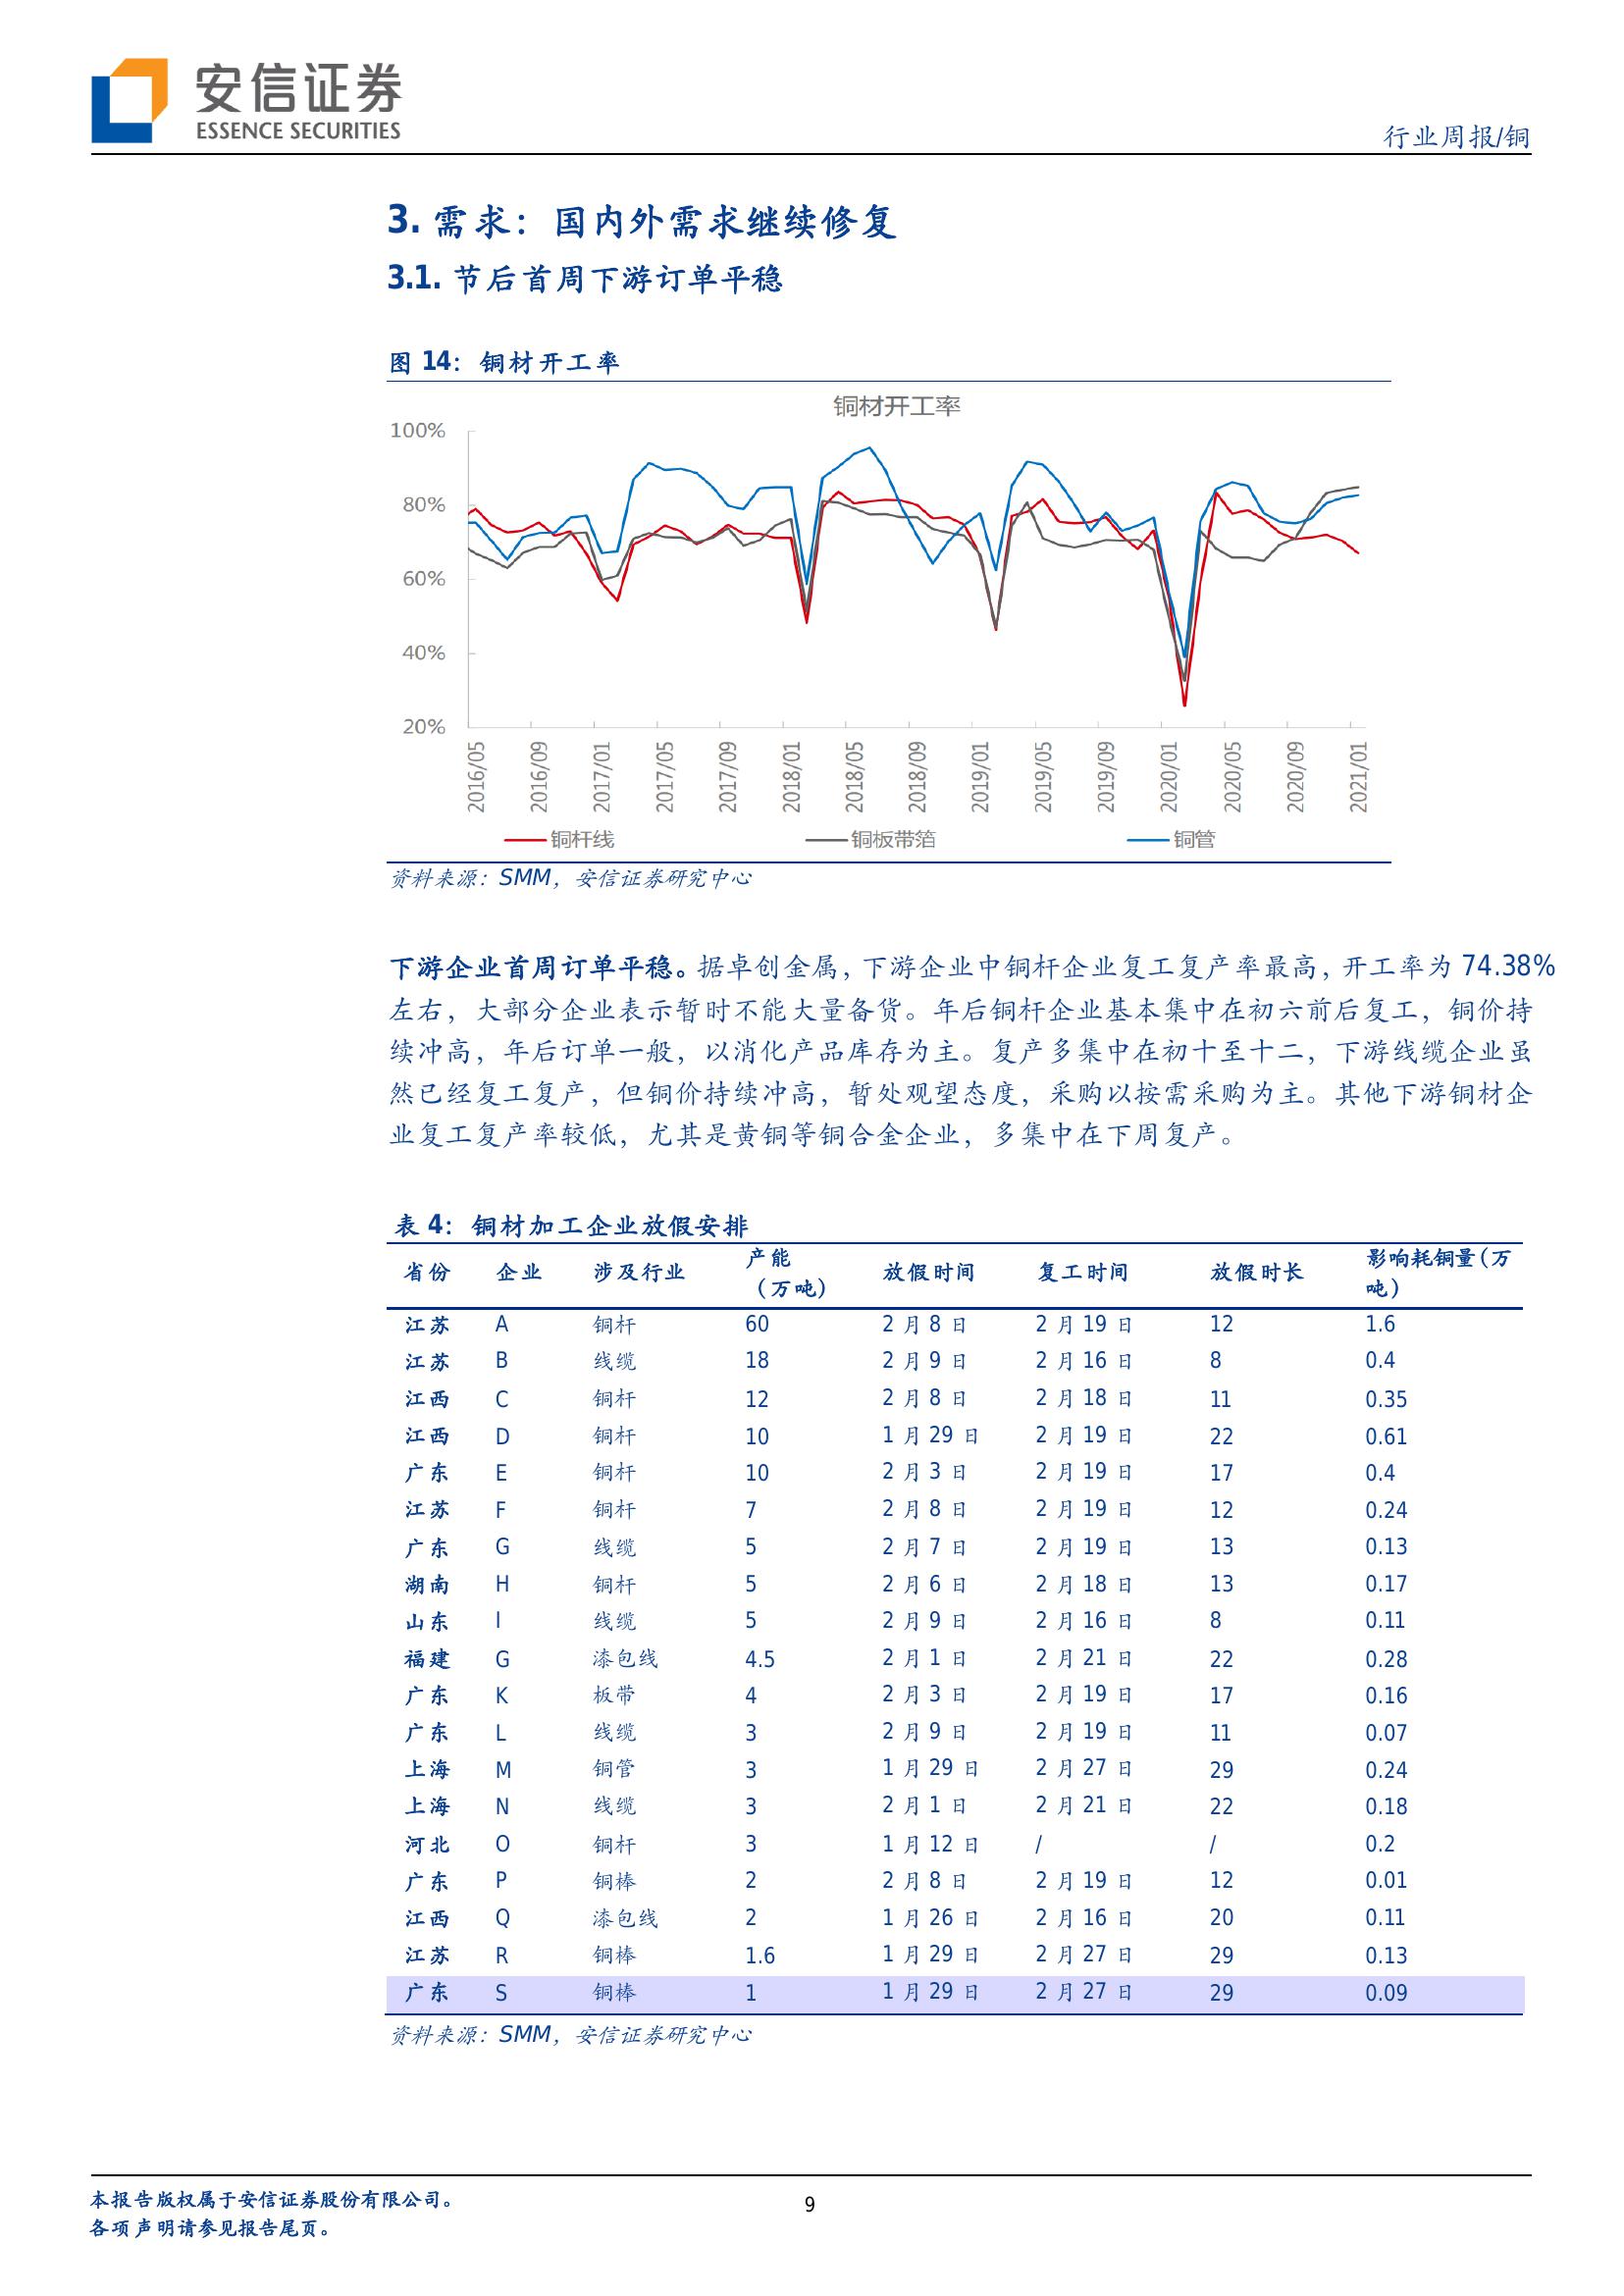 安信证券
ESSENCE SECURITIES
行业周报/铜
3. 需求：国内外需求继续修复
3.1. 节后首周下游订单平稳
图 14：铜材开工率
铜材开工率
100%
80%
60%
40%
20%
2016/05 2016/09 2017/01 2017/05 2017/09 2018/01 2018/05 2018/09 2019/01 2019/05 2019/09 2020/01 2020/05 2020/09 2021/01
铜杆线 铜板带箔 铜管
资料来源：SMM，安信证券研究中心
下游企业首周订单平稳。据卓创金属，下游企业中铜杆企业复工复产率最高，开工率为 74.38%
左右，大部分企业表示暂时不能大量备货。年后铜杆企业基本集中在初六前后复工，铜价持
续冲高，年后订单一般，以消化产品库存为主。复产多集中在初十至十二，下游线缆企业虽
然已经复工复产，但铜价持续冲高，暂处观望态度，采购以按需采购为主。其他下游铜材企
业复工复产率较低，尤其是黄铜等铜合金企业，多集中在下周复产。
表 4：铜材加工企业放假安排
省份 企业 涉及行业 产能（万吨） 放假时间 复工时间 放假时长 影响耗铜量(万吨)
江苏 A 铜杆 60 2 月 8 日 2 月 19 日 12 1.6
江苏 B 线缆 18 2 月 9 日 2 月 16 日 8 0.4
江西 C 铜杆 12 2 月 8 日 2 月 18 日 11 0.35
江西 D 铜杆 10 1 月 29 日 2 月 19 日 22 0.61
广东 E 铜杆 10 2 月 3 日 2 月 19 日 17 0.4
江苏 F 铜杆 7 2 月 8 日 2 月 19 日 12 0.24
广东 G 线缆 5 2 月 7 日 2 月 19 日 13 0.13
湖南 H 铜杆 5 2 月 6 日 2 月 18 日 13 0.17
山东 I 线缆 5 2 月 9 日 2 月 16 日 8 0.11
福建 G 漆包线 4.5 2 月 1 日 2 月 21 日 22 0.28
广东 K 板带 4 2 月 3 日 2 月 19 日 17 0.16
广东 L 线缆 3 2 月 9 日 2 月 19 日 11 0.07
上海 M 铜管 3 1 月 29 日 2 月 27 日 29 0.24
上海 N 线缆 3 2 月 1 日 2 月 21 日 22 0.18
河北 O 铜杆 3 1 月 12 日 / / 0.2
广东 P 铜棒 2 2 月 8 日 2 月 19 日 12 0.01
江西 Q 漆包线 2 1 月 26 日 2 月 16 日 20 0.11
江苏 R 铜棒 1.6 1 月 29 日 2 月 27 日 29 0.13
广东 S 铜棒 1 1 月 29 日 2 月 27 日 29 0.09
资料来源：SMM，安信证券研究中心
本报告版权属于安信证券股份有限公司。
各项声明请参见报告尾页。
9